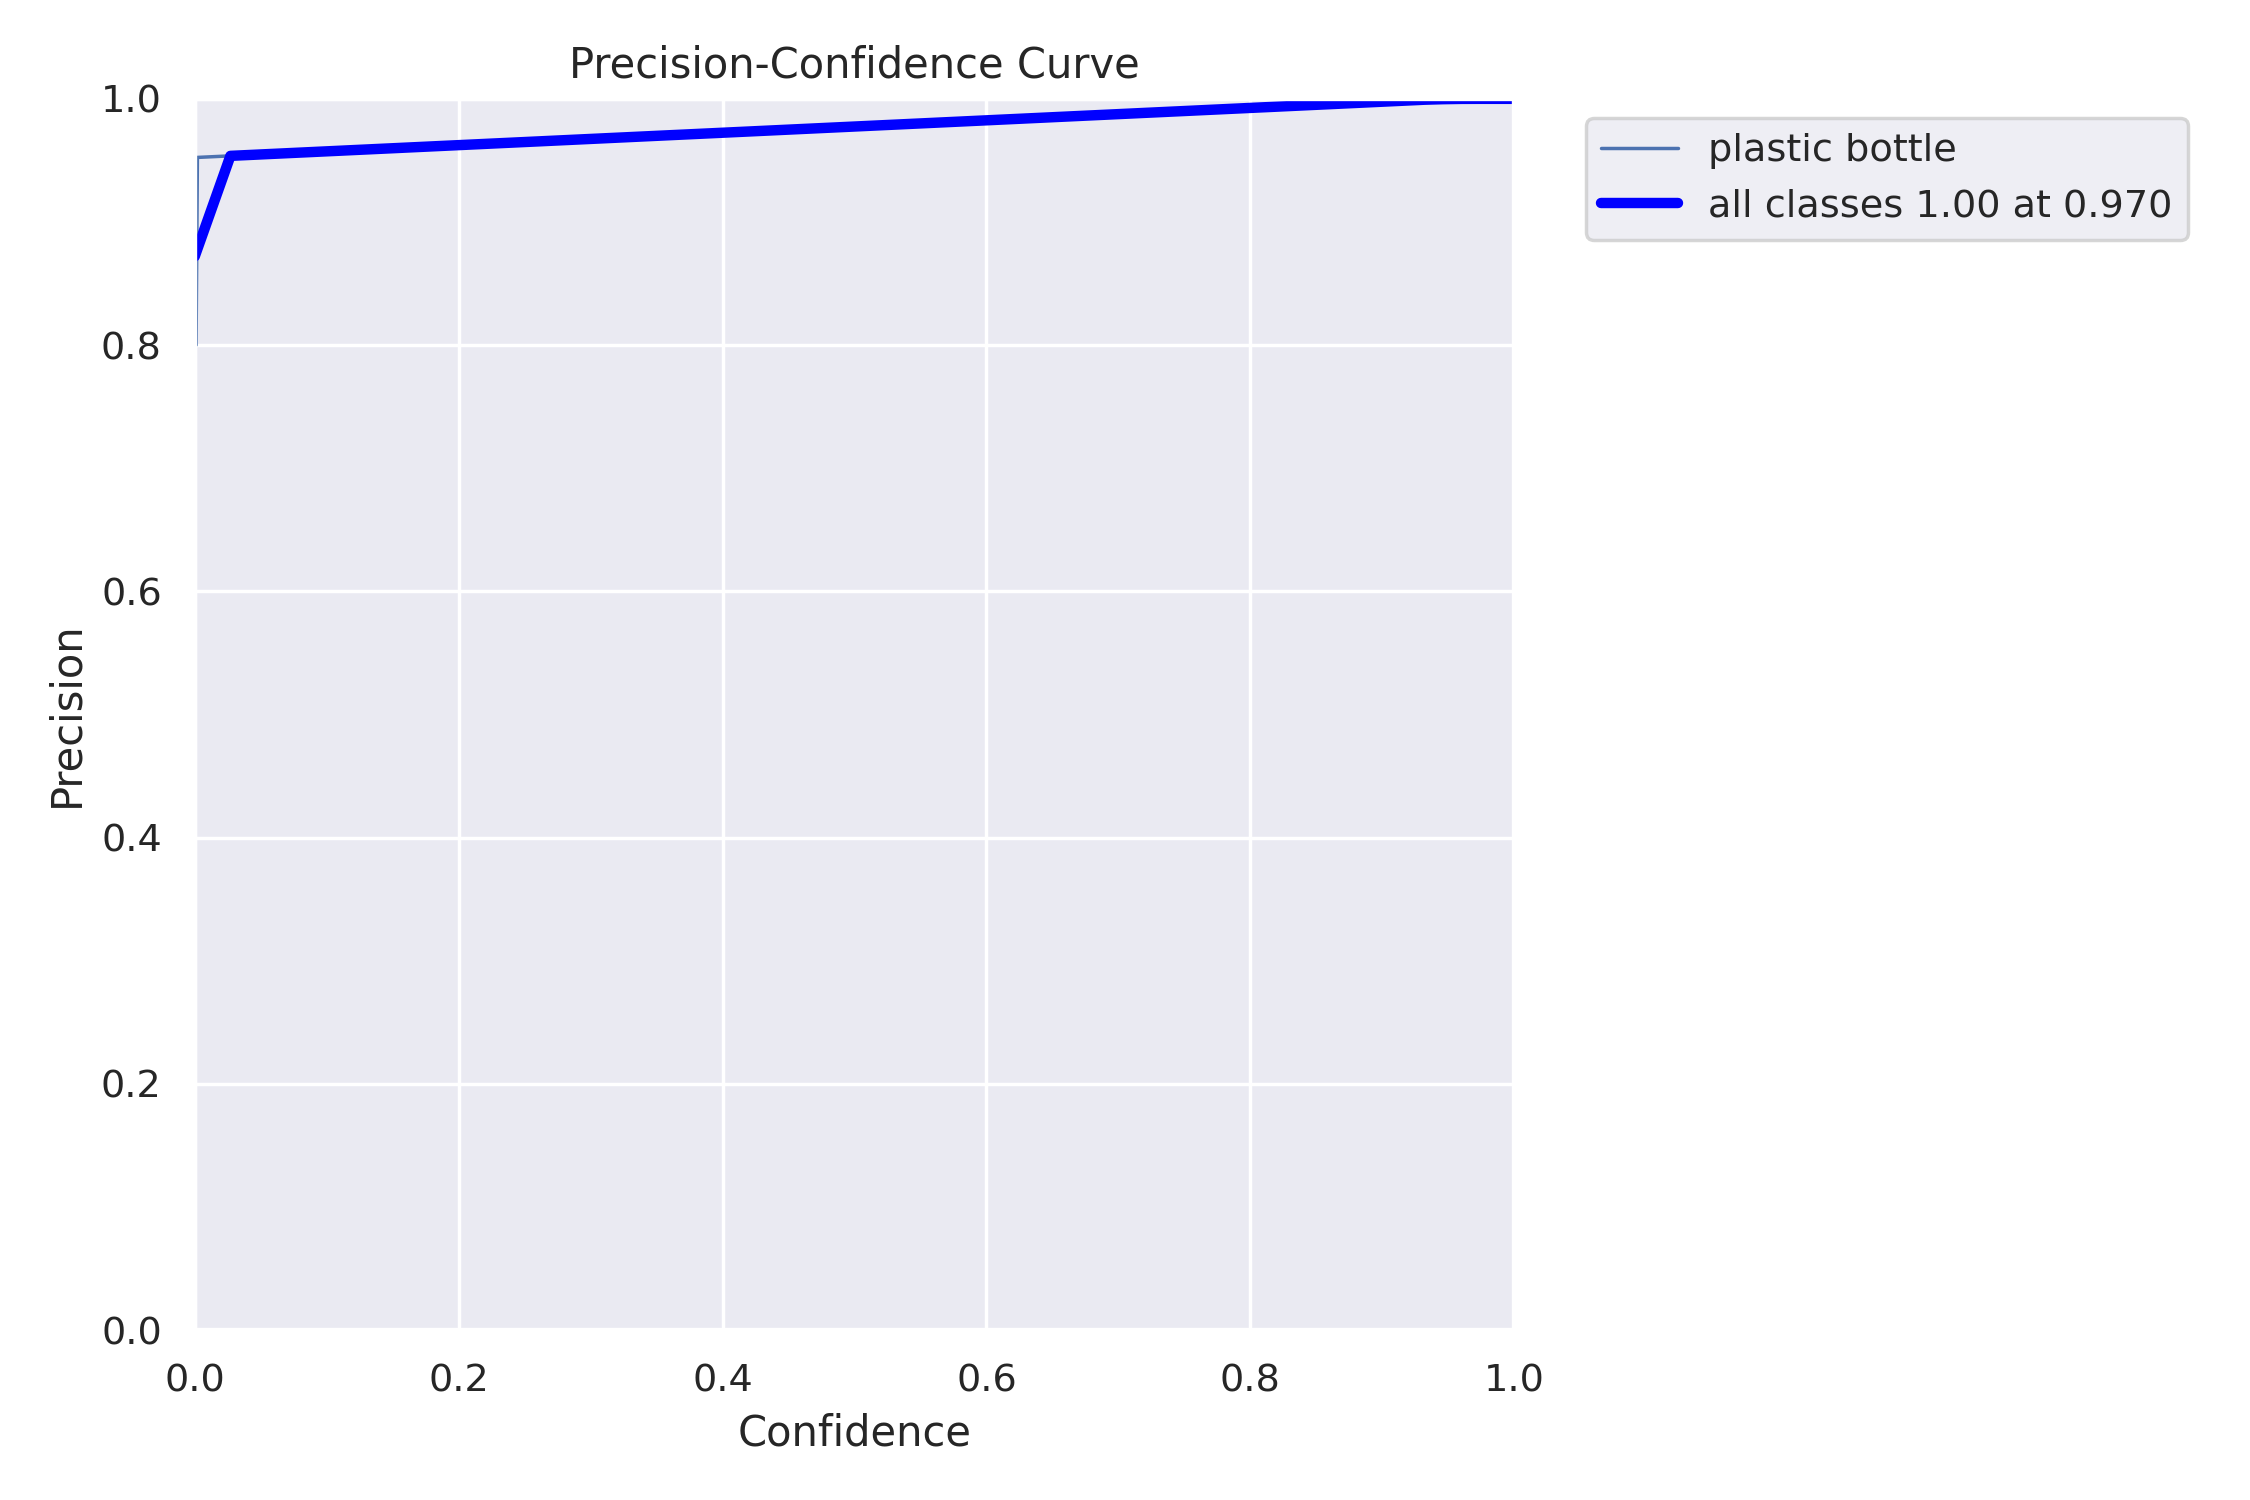 Precision-Confidence Curve
1.0
0.8
0.6
0.4
0.2
0.0
Precision
0.0 0.2 0.4 0.6 0.8 1.0
Confidence
plastic bottle
all classes 1.00 at 0.970